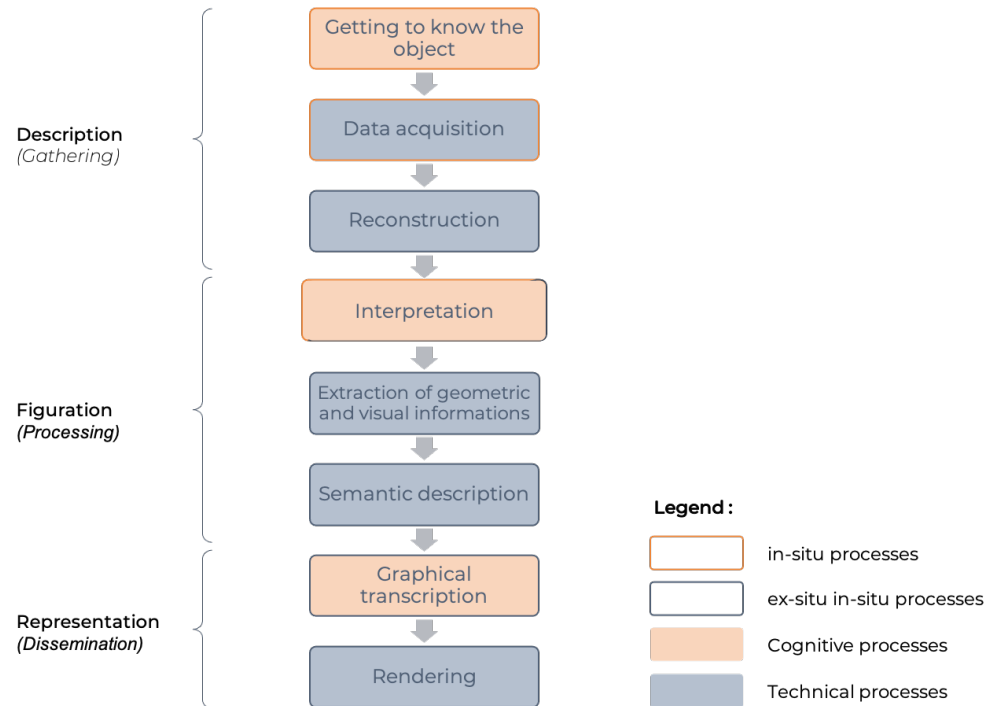 Getting to know the
object
Data acquisition
Description
(Gathering)
Reconstruction
Interpretation
Extraction of geometric
and visual informations
Figuration
(Processing)
Semantic description
Graphical
transcription
Representation
(Dissemination)
Rendering
Legend :
in-situ processes
ex-situ in-situ processes
Cognitive processes
Technical processes